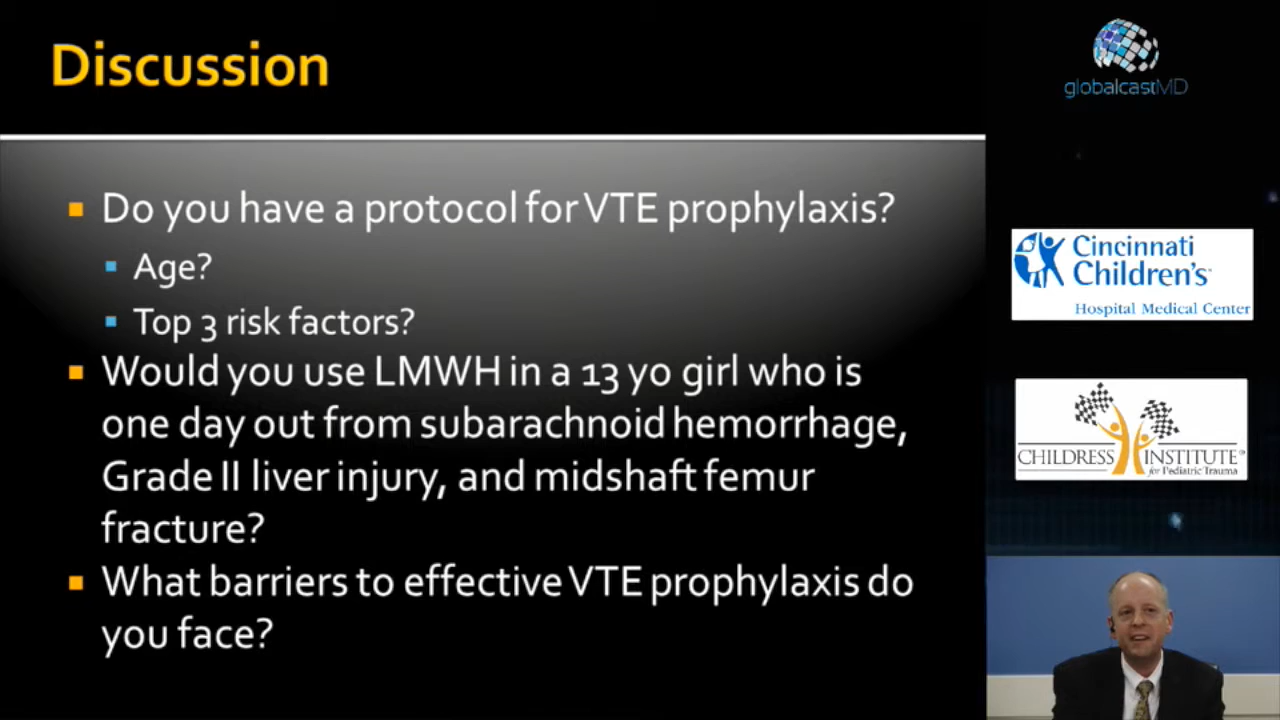 Discussion
Do you have a protocol for VTE prophylaxis?
Age?
Top 3 risk factors?
Would you use LMWH in a 13 yo girl who is
one day out from subarachnoid hemorrhage,
Grade II liver injury, and midshaft femur
fracture?
What barriers to effective VTE prophylaxis do
you face?
globalcastMD
Cincinnati
Children's
Hospital Medical Center
CHILDRESS INSTITUTE
for Pediatric Trauma